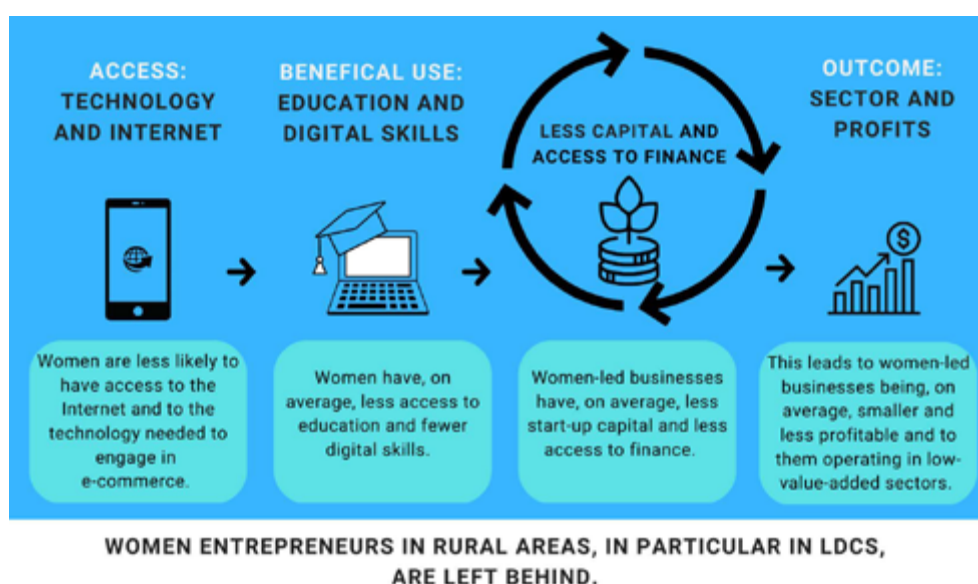 ACCESS:
TECHNOLOGY
AND INTERNET
BENEFICAL USE:
EDUCATION AND
DIGITAL SKILLS
LESS CAPITAL AND
ACCESS TO FINANCE
OUTCOME:
SECTOR AND
PROFITS
$
Women are less likely to
have access to the
Internet and to the
technology needed to
engage in
e-commerce.
Women have, on
average, less access to
education and fewer
digital skills.
Women-led businesses
have, on average, less
start-up capital and less
access to finance.
This leads to women-led
businesses being, on
average, smaller and
less profitable and to
them operating in low-
value-added sectors.
WOMEN ENTREPRENEURS IN RURAL AREAS, IN PARTICULAR IN LDCS,
ARE LEFT BEHIND.